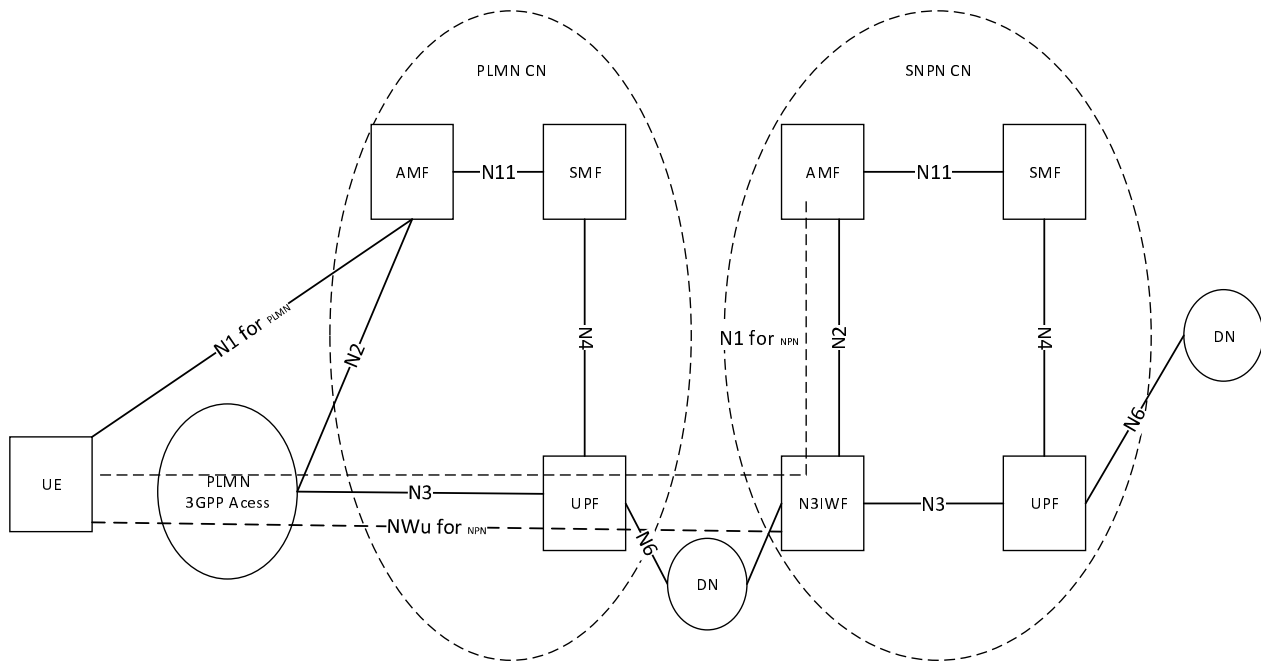 PLMN CN
SNPN CN
AMF
N11
SMF
AMF
N11
SMF
N1 for PLMN
N2
N4
N1 for NPN
N2
N4
DN
N6
UE
PLMN
3GPP Acess
N3
UPF
N3IWF
N3
UPF
NWu for NPN
N6
DN